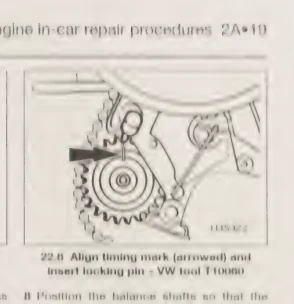 gine in-car repair procedures 2A•19
22.8 Align timing mark (arrowed) and
insert locking pin - VW tool T10060
8 Position the balance shafts so that the